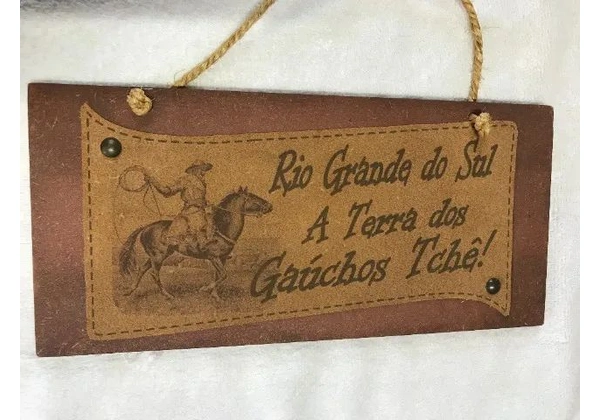 Rio Grande do Sul
A Terra dos
Gaúchos Tchê!